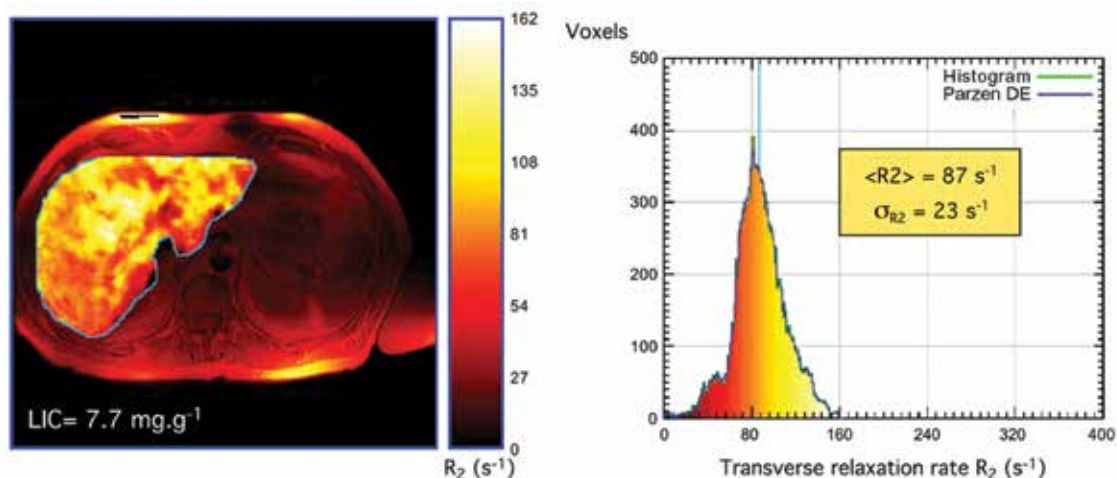 LIC= 7.7 mg.g⁻¹
162
135
108
81
54
27
0
R₂ (s⁻¹)
Voxels
500
400
300
200
100
0
Histogram
Parzen DE
<R2> = 87 s⁻¹
σ_R2 = 23 s⁻¹
0 80 160 240 320 400
Transverse relaxation rate R₂ (s⁻¹)